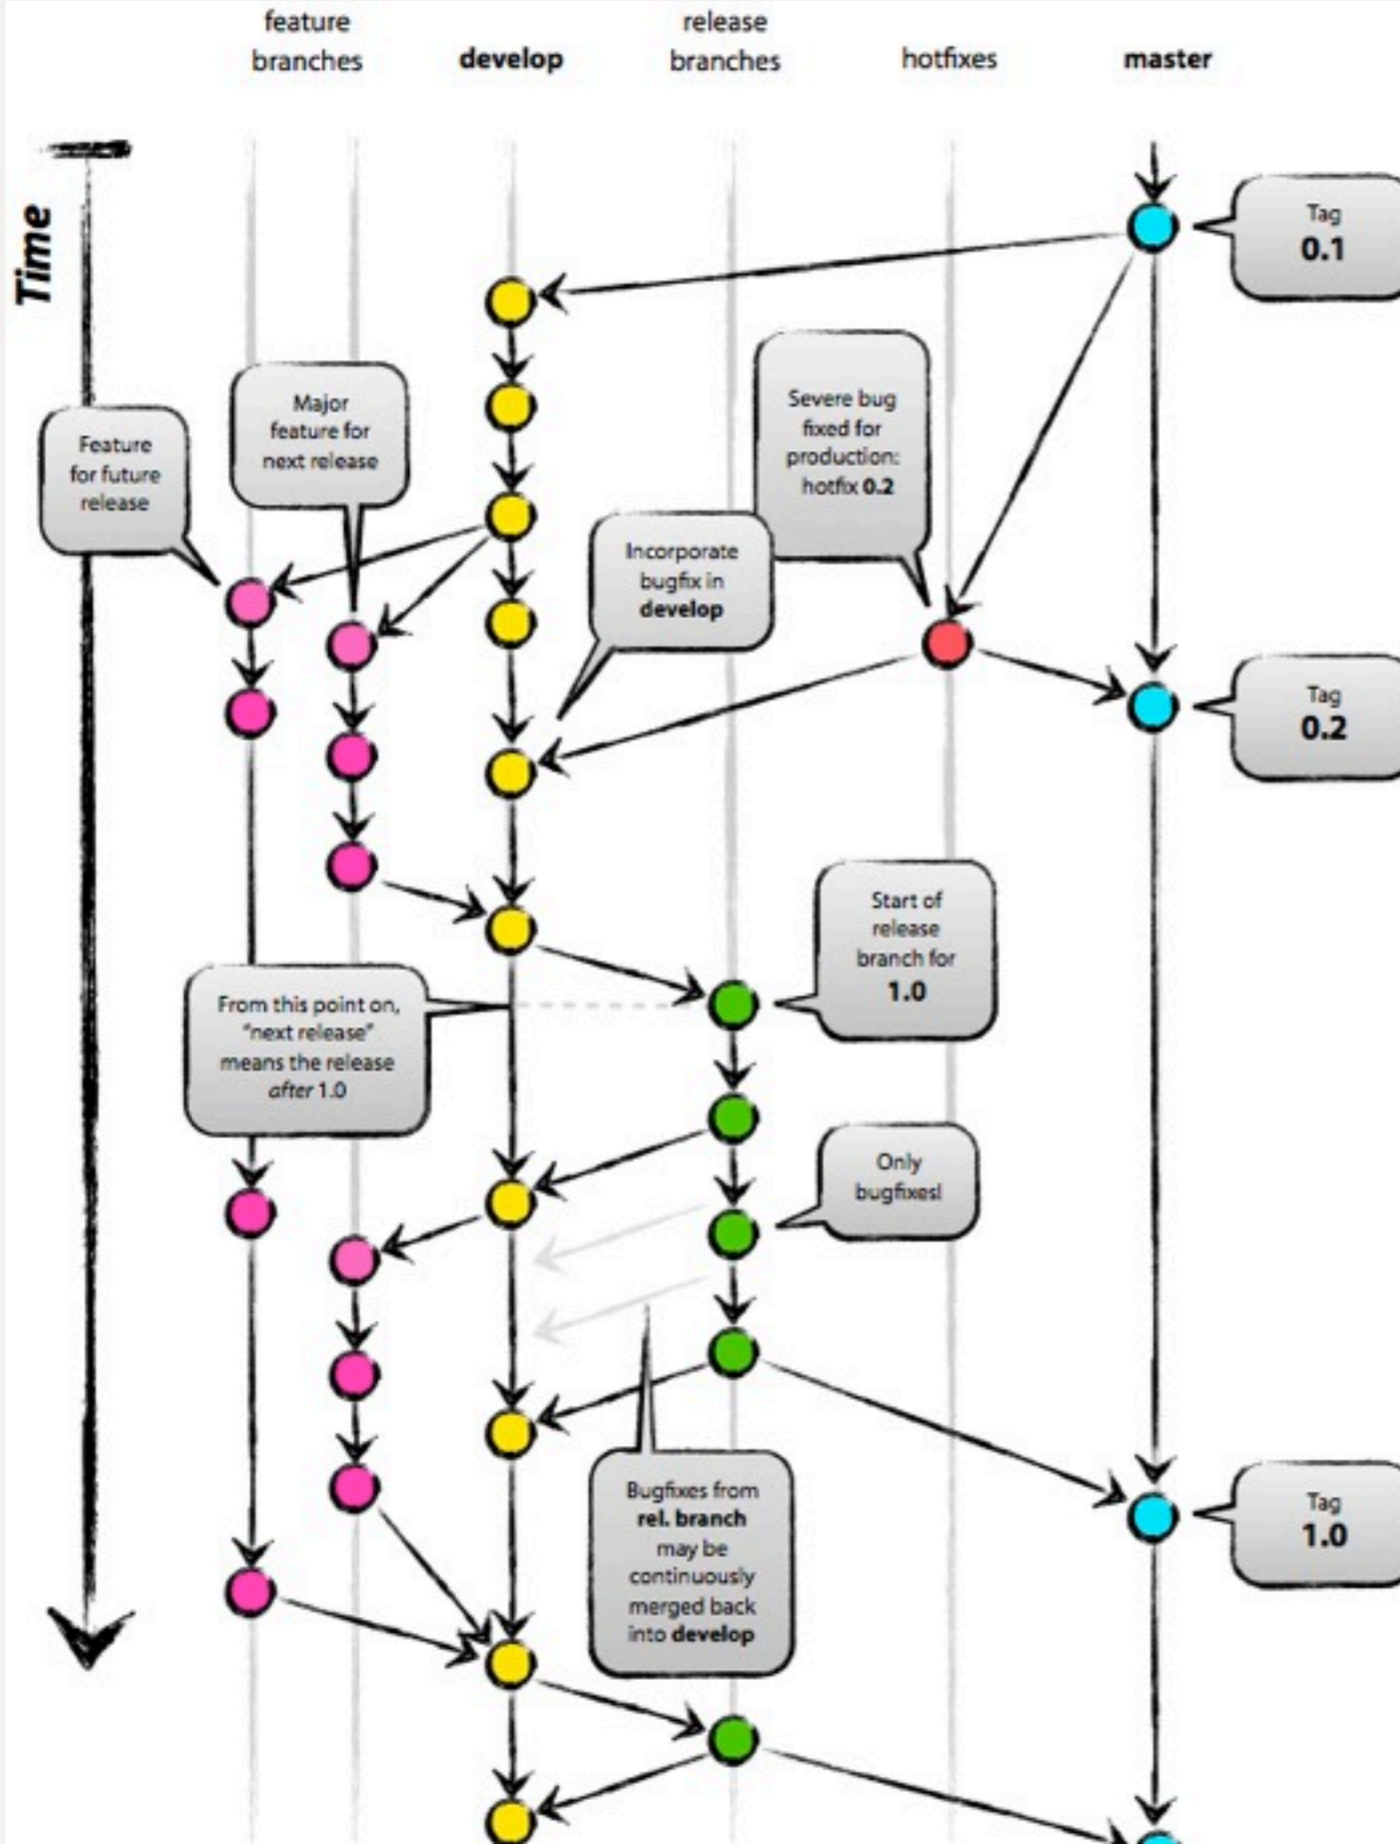 feature
branches
develop
release
branches
hotfixes
master
Time
Tag
0.1
Major
feature for
next release
Feature
for future
release
Severe bug
fixed for
production:
hotfix 0.2
Incorporate
bugfix in
develop
Tag
0.2
Start of
release
branch for
1.0
From this point on,
“next release”
means the release
after 1.0
Only
bugfixes!
Bugfixes from
rel. branch
may be
continuously
merged back
into develop
Tag
1.0